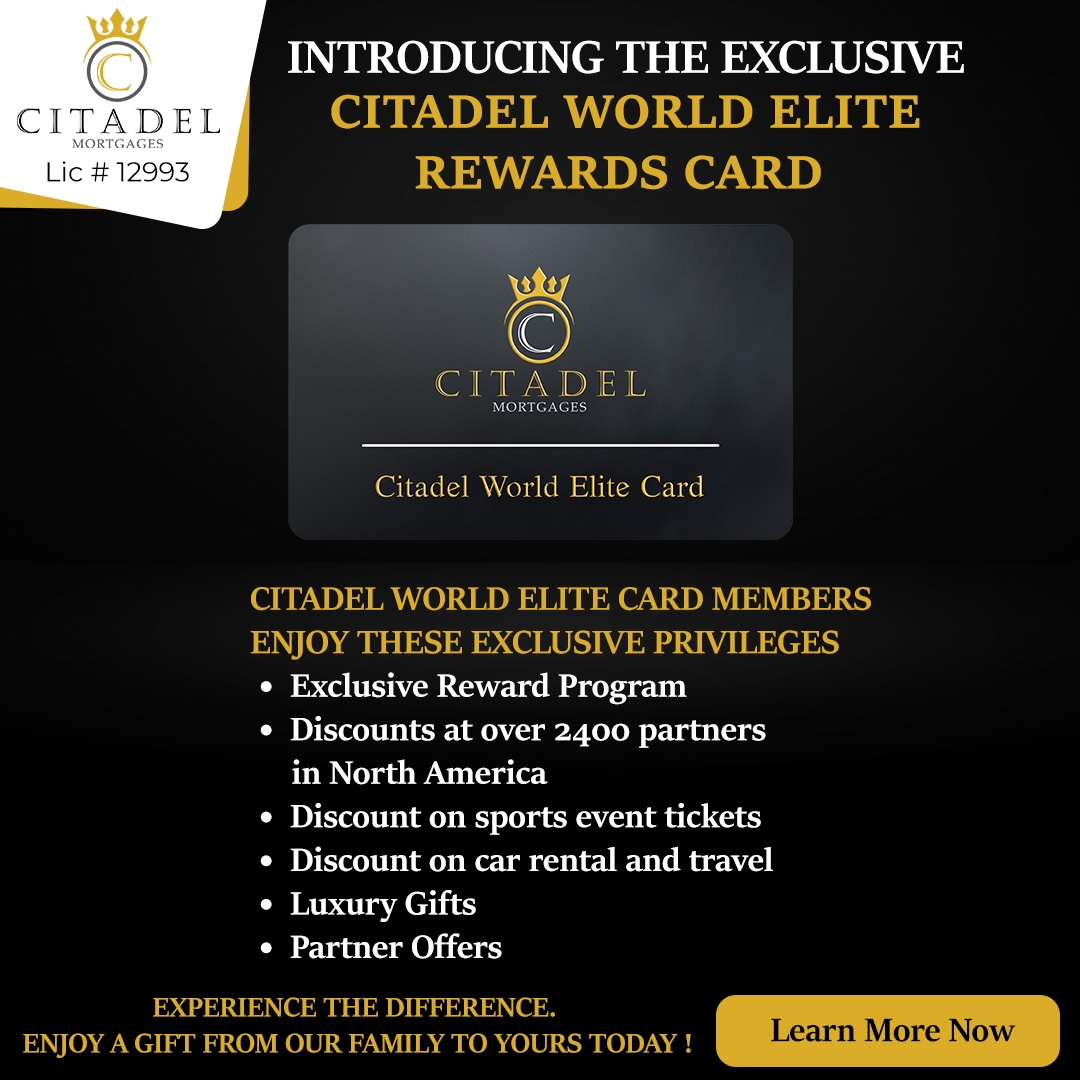 C
CITADEL
MORTGAGES
Lic # 12993
INTRODUCING THE EXCLUSIVE
CITADEL WORLD ELITE
REWARDS CARD
C
CITADEL
MORTGAGES
Citadel World Elite Card
CITADEL WORLD ELITE CARD MEMBERS
ENJOY THESE EXCLUSIVE PRIVILEGES
• Exclusive Reward Program
• Discounts at over 2400 partners
in North America
• Discount on sports event tickets
• Discount on car rental and travel
• Luxury Gifts
• Partner Offers
EXPERIENCE THE DIFFERENCE.
ENJOY A GIFT FROM OUR FAMILY TO YOURS TODAY !
Learn More Now